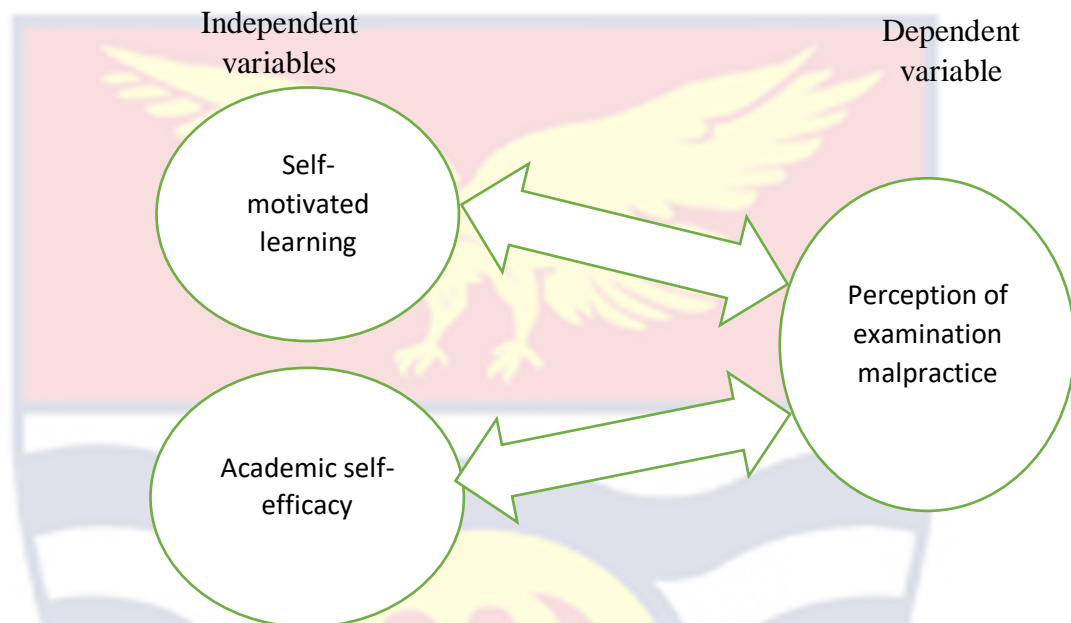 Independent
variables
Dependent
variable
Self-
motivated
learning
Perception of
examination
malpractice
Academic self-
efficacy